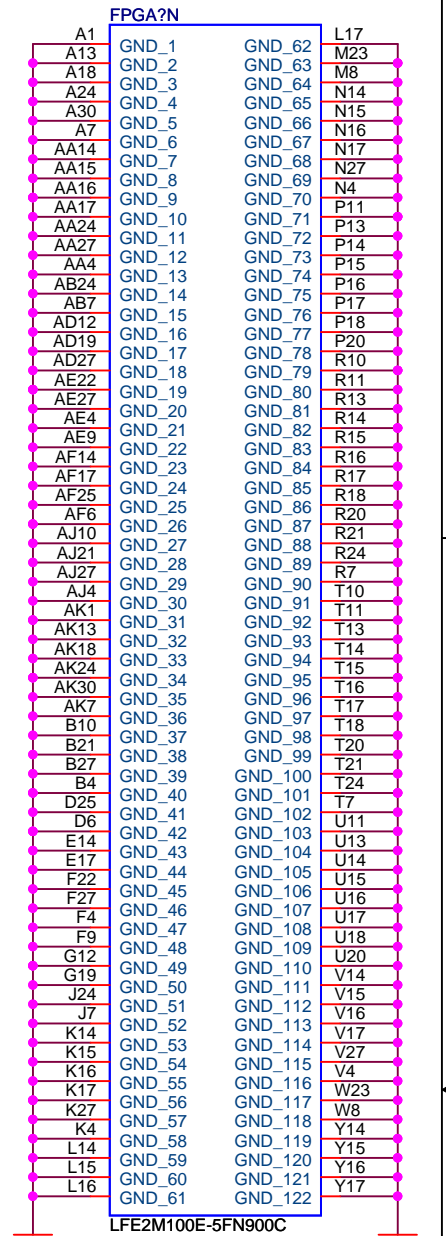 FPGA?N
A1 GND_1 GND_62 L17
A13 GND_2 GND_63 M23
A18 GND_3 GND_64 M8
A24 GND_4 GND_65 N14
A30 GND_5 GND_66 N15
A7 GND_6 GND_67 N16
AA14 GND_7 GND_68 N17
AA15 GND_8 GND_69 N27
AA16 GND_9 GND_70 N4
AA17 GND_10 GND_71 P11
AA24 GND_11 GND_72 P13
AA27 GND_12 GND_73 P14
AA4 GND_13 GND_74 P15
AB24 GND_14 GND_75 P16
AB7 GND_15 GND_76 P17
AD12 GND_16 GND_77 P18
AD19 GND_17 GND_78 P20
AD27 GND_18 GND_79 R10
AE22 GND_19 GND_80 R11
AE27 GND_20 GND_81 R13
AE4 GND_21 GND_82 R14
AE9 GND_22 GND_83 R15
AF14 GND_23 GND_84 R16
AF17 GND_24 GND_85 R17
AF25 GND_25 GND_86 R18
AF6 GND_26 GND_87 R20
AJ10 GND_27 GND_88 R21
AJ21 GND_28 GND_89 R24
AJ27 GND_29 GND_90 R7
AJ4 GND_30 GND_91 T10
AK1 GND_31 GND_92 T11
AK13 GND_32 GND_93 T13
AK18 GND_33 GND_94 T14
AK24 GND_34 GND_95 T15
AK30 GND_35 GND_96 T16
AK7 GND_36 GND_97 T17
B10 GND_37 GND_98 T18
B21 GND_38 GND_99 T20
B27 GND_39 GND_100 T21
B4 GND_40 GND_101 T24
D25 GND_41 GND_102 T7
D6 GND_42 GND_103 U11
E14 GND_43 GND_104 U13
E17 GND_44 GND_105 U14
F22 GND_45 GND_106 U15
F27 GND_46 GND_107 U16
F4 GND_47 GND_108 U17
F9 GND_48 GND_109 U18
G12 GND_49 GND_110 U20
G19 GND_50 GND_111 V14
J24 GND_51 GND_112 V15
J7 GND_52 GND_113 V16
K14 GND_53 GND_114 V17
K15 GND_54 GND_115 V27
K16 GND_55 GND_116 V4
K17 GND_56 GND_117 W23
K27 GND_57 GND_118 W8
K4 GND_58 GND_119 Y14
L14 GND_59 GND_120 Y15
L15 GND_60 GND_121 Y16
L16 GND_61 GND_122 Y17
LFE2M100E-5FN900C